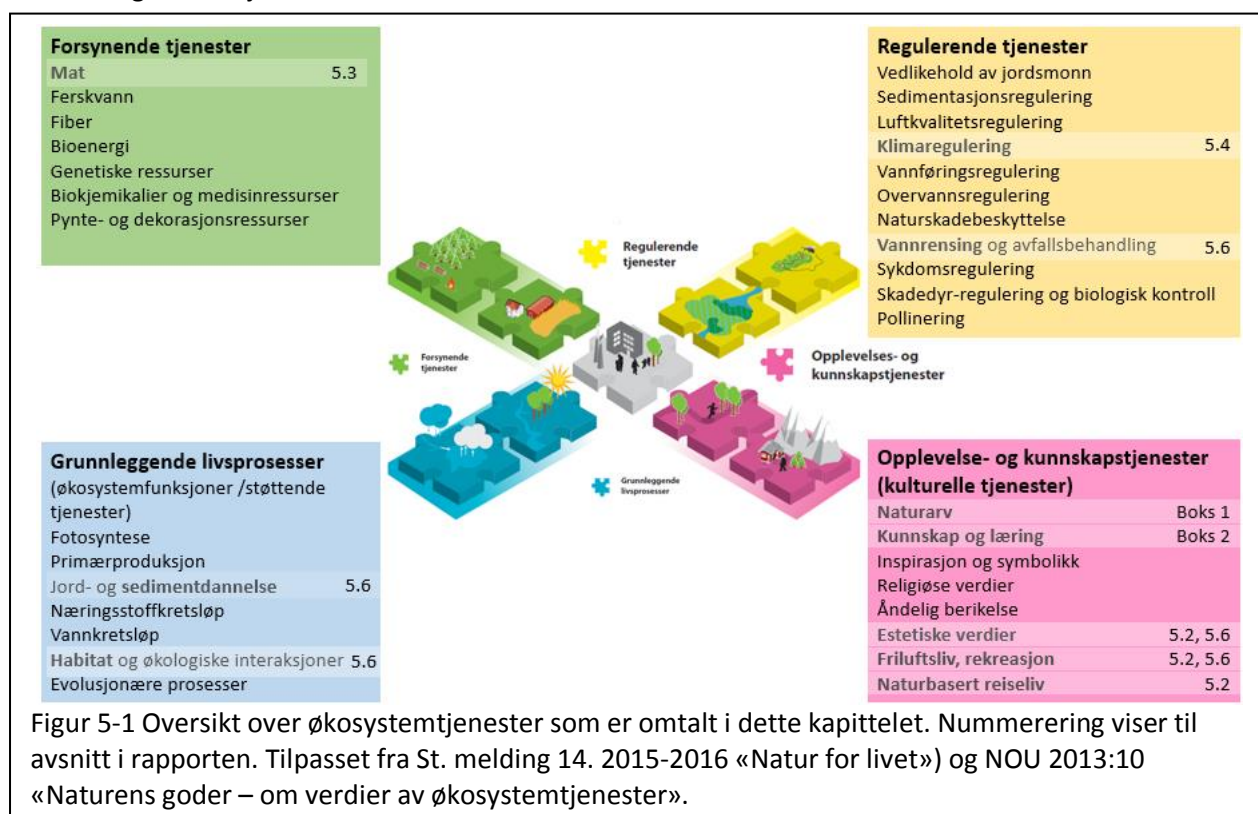 Forsynende tjenester
Mat 5.3
Ferskvann
Fiber
Bioenergi
Genetiske ressurser
Biokjemikalier og medisinressurser
Pynte- og dekorasjonsressurser
Regulerende tjenester
Vedlikehold av jordsmonn
Sedimentasjonsregulering
Luftkvalitetsregulering
Klimaregulering 5.4
Vannføringsregulering
Overvannsregulering
Naturskadebeskyttelse
Vannrensing og avfallsbehandling 5.6
Sykdomsregulering
Skadedyr-regulering og biologisk kontroll
Pollinering
Regulerende
tjenester
Forsynende
tjenester
Opplevelses- og
kunnskapstjenester
Grunnleggende
livsprosesser
Grunnleggende livsprosesser
(økosystemfunksjoner /støttende
tjenester)
Fotosyntese
Primærproduksjon
Jord- og sedimentdannelse 5.6
Næringsstoffkretsløp
Vannkretsløp
Habitat og økologiske interaksjoner 5.6
Evolusjonære prosesser
Opplevelse- og kunnskapstjenester
(kulturelle tjenester)
Naturarv Boks 1
Kunnskap og læring Boks 2
Inspirasjon og symbolikk
Religiøse verdier
Åndelig berikelse
Estetiske verdier 5.2, 5.6
Friluftsliv, rekreasjon 5.2, 5.6
Naturbasert reiseliv 5.2
Figur 5-1 Oversikt over økosystemtjenester som er omtalt i dette kapittelet. Nummerering viser til
avsnitt i rapporten. Tilpasset fra St. melding 14. 2015-2016 «Natur for livet») og NOU 2013:10
«Naturens goder – om verdier av økosystemtjenester».